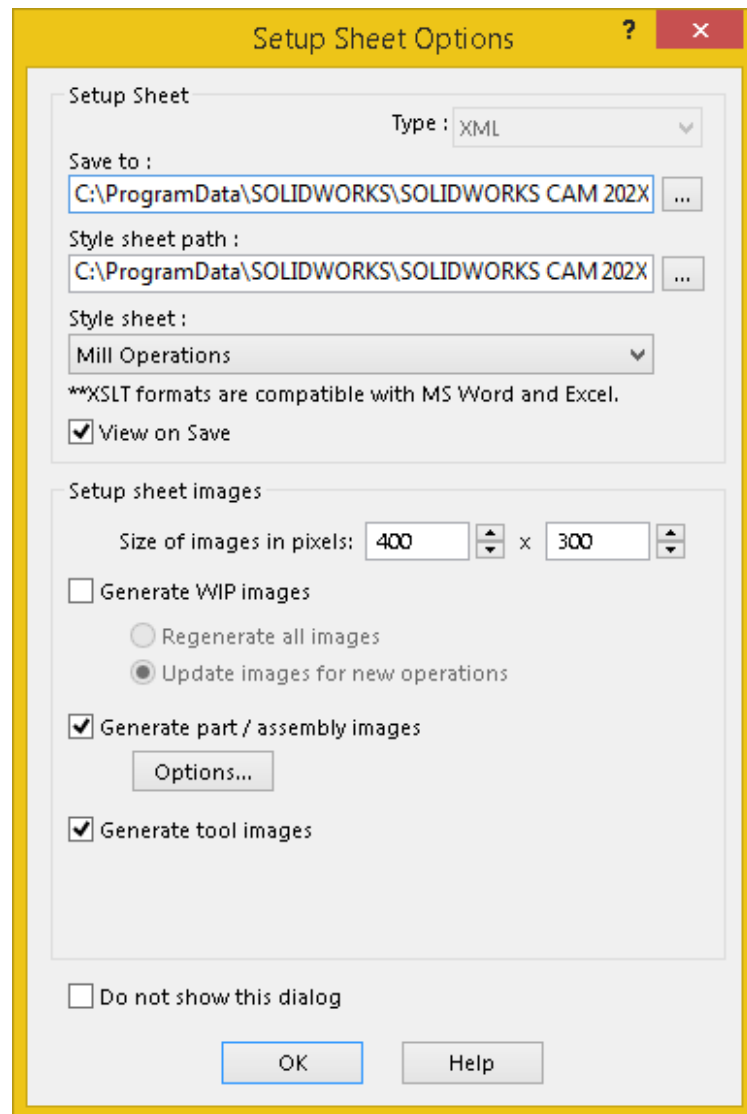 Setup Sheet Options ?
Setup Sheet
Type : XML
Save to :
C:\ProgramData\SOLIDWORKS\SOLIDWORKS CAM 202X ...
Style sheet path :
C:\ProgramData\SOLIDWORKS\SOLIDWORKS CAM 202X ...
Style sheet :
Mill Operations
**XSLT formats are compatible with MS Word and Excel.
View on Save
Setup sheet images
Size of images in pixels: 400 x 300
Generate WIP images
Regenerate all images
Update images for new operations
Generate part / assembly images
Options...
Generate tool images
Do not show this dialog
OK Help